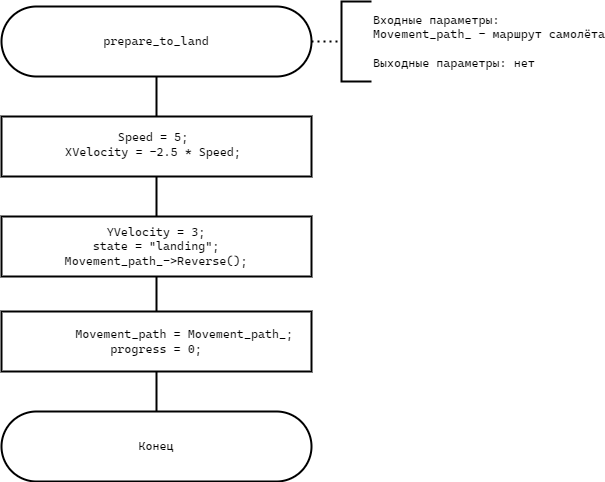 prepare_to_land
Входные параметры:
Movement_path_ - маршрут самолёта
Выходные параметры: нет
Speed = 5;
XVelocity = -2.5 * Speed;
YVelocity = 3;
state = "landing";
Movement_path_->Reverse();
Movement_path = Movement_path_;
progress = 0;
Конец